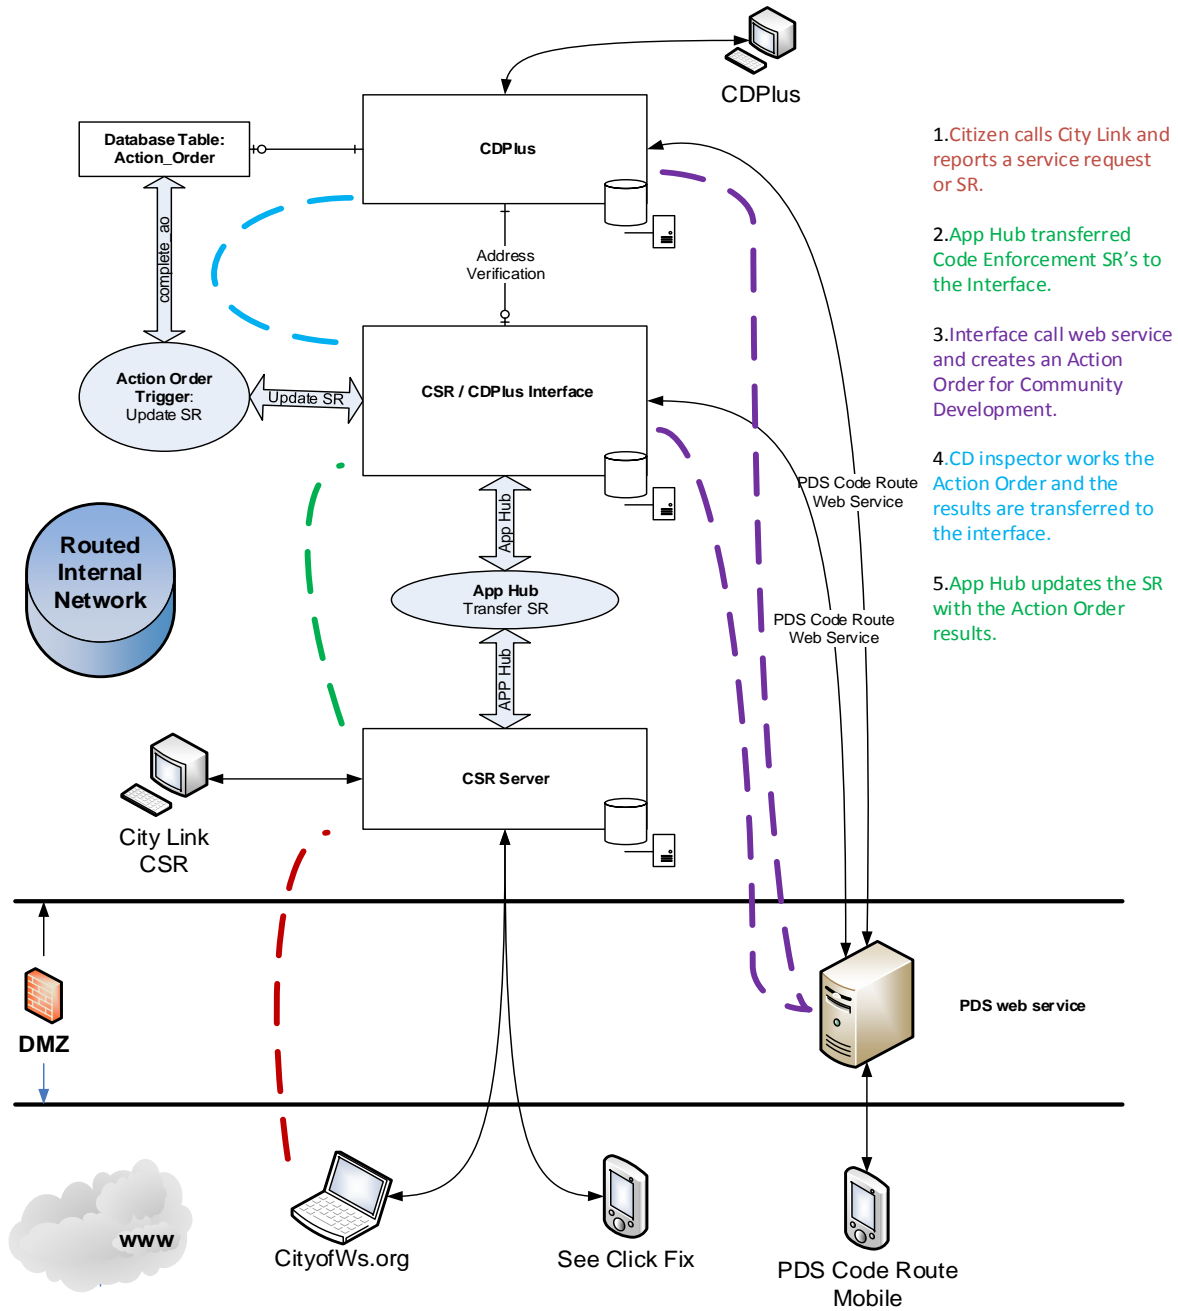 CDPlus
Database Table:
Action_Order
CDPlus
1.Citizen calls City Link and
reports a service request
or SR.
2.App Hub transferred
Code Enforcement SR's to
the Interface.
3.Interface call web service
and creates an Action
Order for Community
Development.
4.CD inspector works the
Action Order and the
results are transferred to
the interface.
5.App Hub updates the SR
with the Action Order
results.
complete_ao
Address
Verification
Action Order
Trigger:
Update SR
Update SR
CSR / CDPlus Interface
PDS Code Route
Web Service
App Hub
Routed
Internal
Network
App Hub
Transfer SR
PDS Code Route
Web Service
APP Hub
CSR Server
City Link
CSR
DMZ
PDS web service
www
CityofWs.org
See Click Fix
PDS Code Route
Mobile